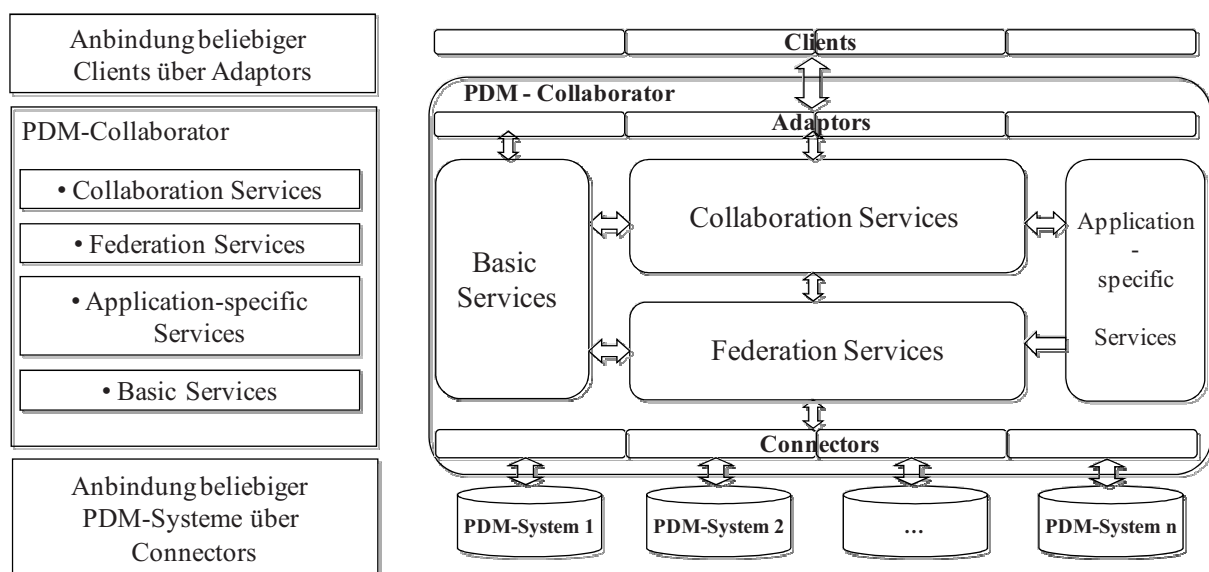 Anbindung beliebiger
Clients über Adaptors
PDM-Collaborator
• Collaboration Services
• Federation Services
• Application-specific
Services
• Basic Services
Anbindung beliebiger
PDM-Systeme über
Connectors
Clients
PDM - Collaborator
Adaptors
Basic
Services
Collaboration Services
Federation Services
Application
-
specific
Services
Connectors
PDM-System 1
PDM-System 2
...
PDM-System n